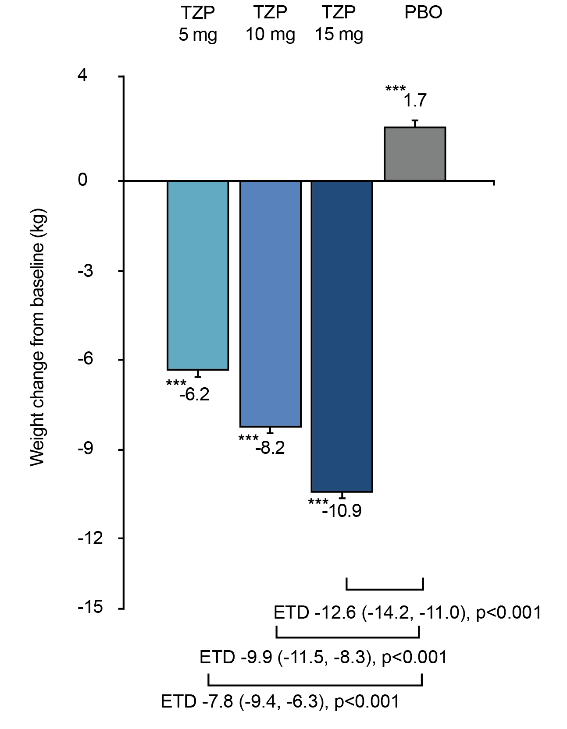 TZP TZP TZP PBO
5 mg 10 mg 15 mg
4
***1.7
0
Weight change from baseline (kg)
-3
-6
***-6.2
***-8.2
-9
***-10.9
-12
-15
ETD -12.6 (-14.2, -11.0), p<0.001
ETD -9.9 (-11.5, -8.3), p<0.001
ETD -7.8 (-9.4, -6.3), p<0.001